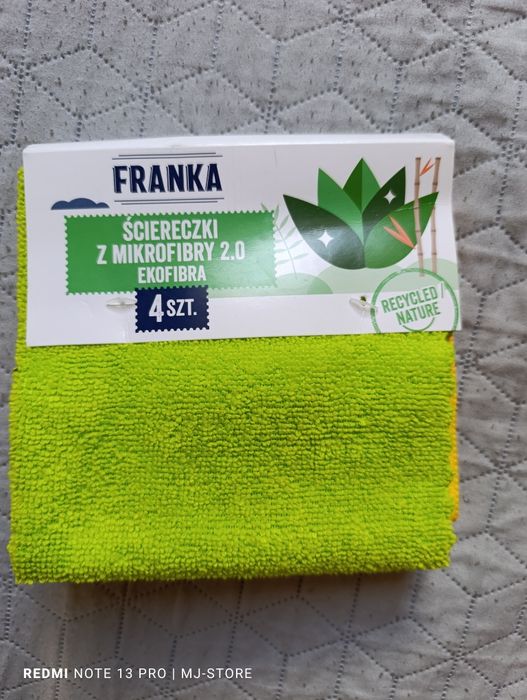 FRANKA
ŚCIERECZKI
Z MIKROFIBRY 2.0
EKOFIBRA
4 SZT.
RECYCLED /
NATURE
REDMI NOTE 13 PRO | MJ-STORE